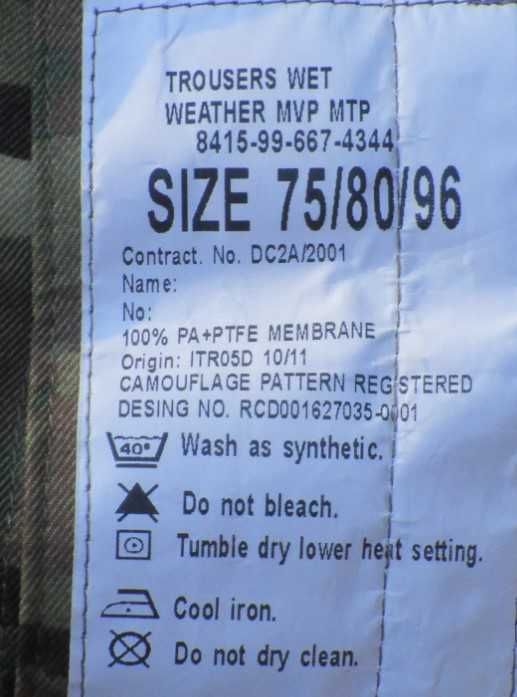 TROUSERS WET
WEATHER MVP MTP
8415-99-667-4344
SIZE 75/80/96
Contract. No. DC2A/2001
Name:
No:
100% PA+PTFE MEMBRANE
Origin: ITR05D 10/11
CAMOUFLAGE PATTERN REGISTERED
DESING NO. RCD001627035-0001
40° Wash as synthetic.
Do not bleach.
Tumble dry lower heat setting.
Cool iron.
Do not dry clean.